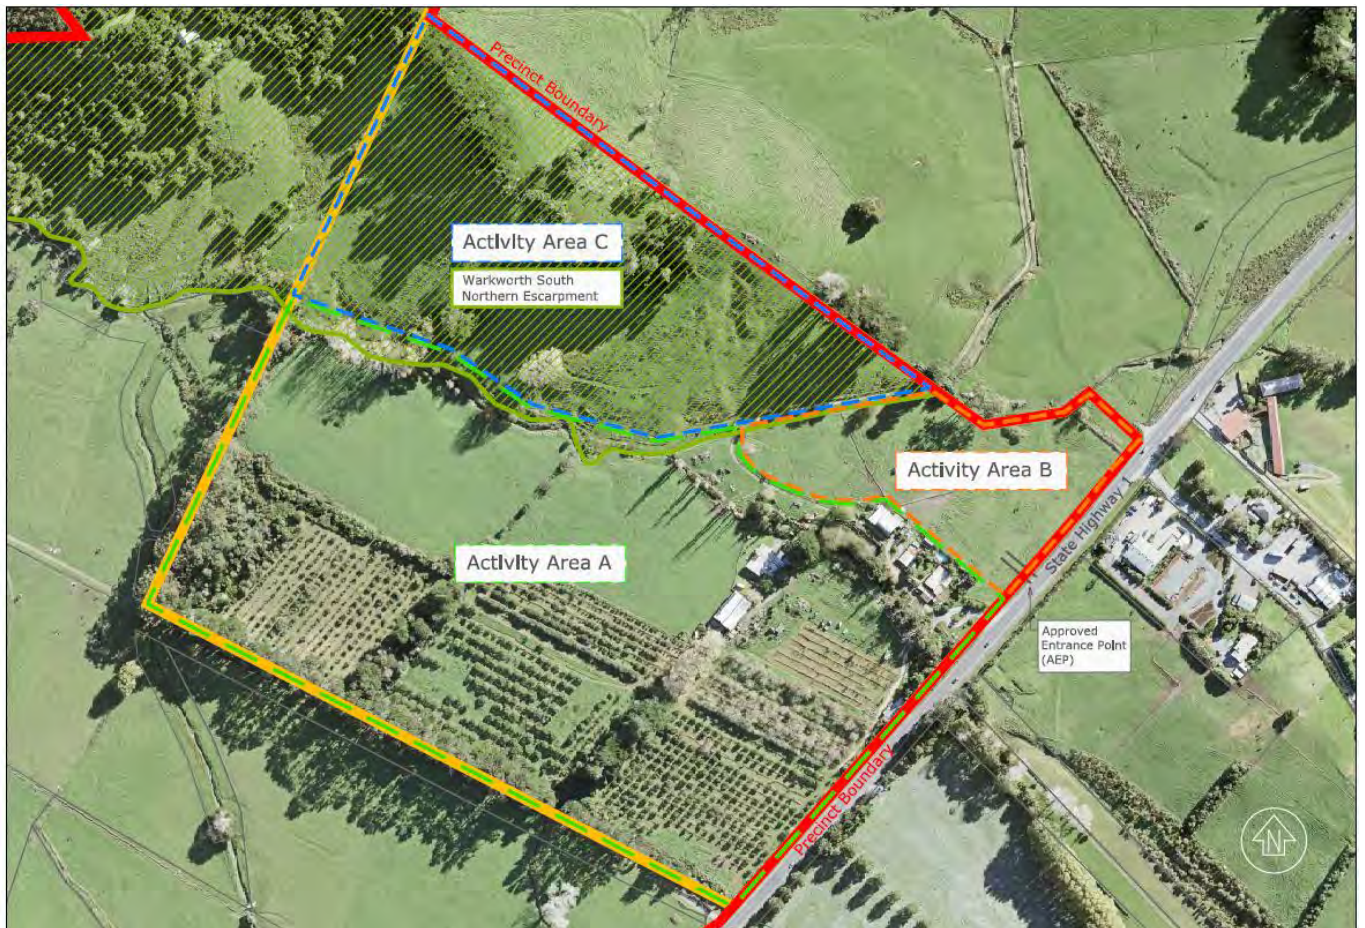 Precinct Boundary
Activity Area C
Warkworth South
Northern Escarpment
Activity Area B
State Highway 1
Activity Area A
Approved
Entrance Point
(AEP)
Precinct Boundary
N